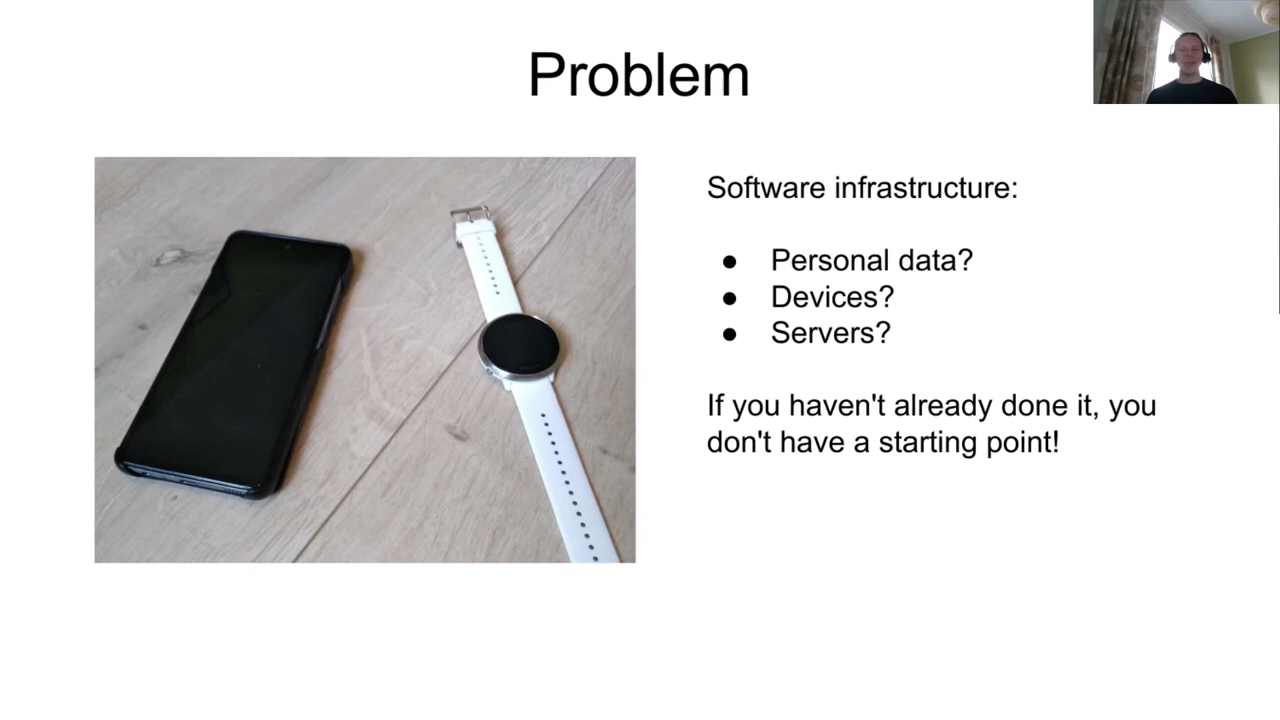 Problem
Software infrastructure:
● Personal data?
● Devices?
● Servers?
If you haven't already done it, you
don't have a starting point!